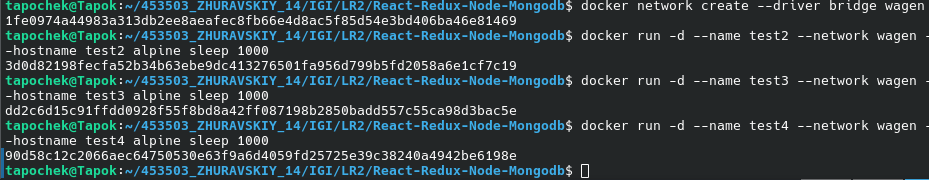 tapochek@Tapok:~/453503_ZHURAVSKIY_14/IGI/LR2/React-Redux-Node-Mongodb$ docker network create --driver bridge wagen
1fe0974a44983a313db2ee8aeafec8fb66e4d8ac5f85d54e3bd406ba46e81469
tapochek@Tapok:~/453503_ZHURAVSKIY_14/IGI/LR2/React-Redux-Node-Mongodb$ docker run -d --name test2 --network wagen -
-hostname test2 alpine sleep 1000
3d0d82198fecfa52b34b63ebe9dc413276501fa956d799b5fd2058a6e1cf7c19
tapochek@Tapok:~/453503_ZHURAVSKIY_14/IGI/LR2/React-Redux-Node-Mongodb$ docker run -d --name test3 --network wagen -
-hostname test3 alpine sleep 1000
dd2c6d15c91ffdd0928f55f8bd8a42ff087198b2850badd557c55ca98d3bac5e
tapochek@Tapok:~/453503_ZHURAVSKIY_14/IGI/LR2/React-Redux-Node-Mongodb$ docker run -d --name test4 --network wagen -
-hostname test4 alpine sleep 1000
90d58c12c2066aec64750530e63f9a6d4059fd25725e39c38240a4942be6198e
tapochek@Tapok:~/453503_ZHURAVSKIY_14/IGI/LR2/React-Redux-Node-Mongodb$